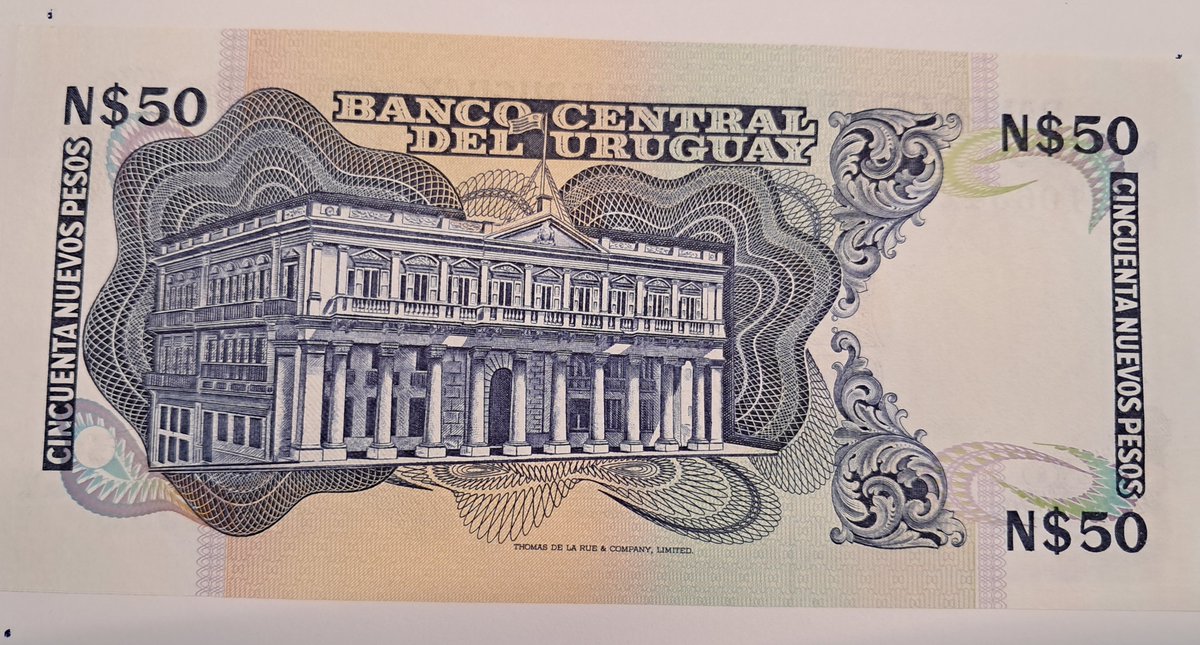 N$50
BANCO CENTRAL
DEL URUGUAY
N$50
CINCUENTA NUEVOS PESOS
CINCUENTA NUEVOS PESOS
N$50
THOMAS DE LA RUE & COMPANY, LIMITED.